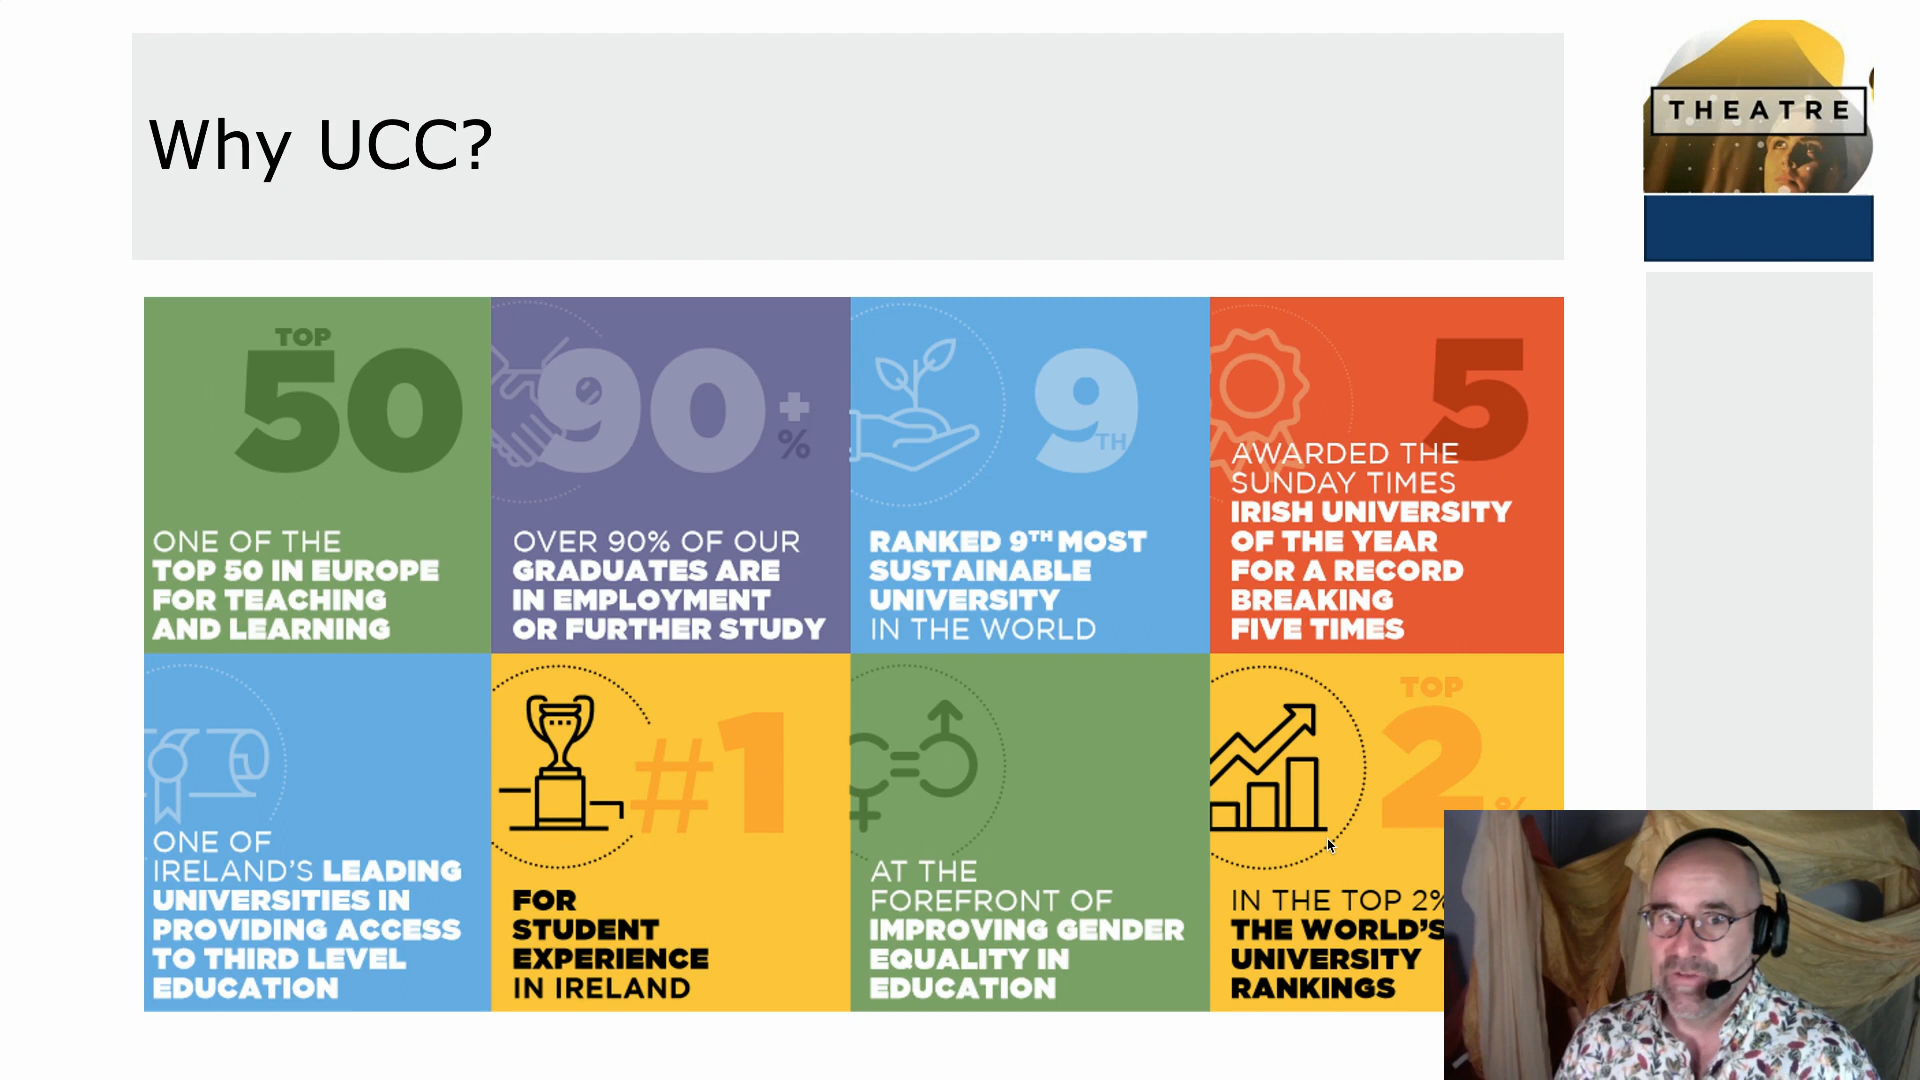 Why UCC?
THEATRE
TOP
50
ONE OF THE
TOP 50 IN EUROPE
FOR TEACHING
AND LEARNING
90+
%
OVER 90% OF OUR
GRADUATES ARE
IN EMPLOYMENT
OR FURTHER STUDY
9TH
RANKED 9TH MOST
SUSTAINABLE
UNIVERSITY
IN THE WORLD
5
AWARDED THE
SUNDAY TIMES
IRISH UNIVERSITY
OF THE YEAR
FOR A RECORD
BREAKING
FIVE TIMES
ONE OF
IRELAND'S LEADING
UNIVERSITIES IN
PROVIDING ACCESS
TO THIRD LEVEL
EDUCATION
#1
FOR
STUDENT
EXPERIENCE
IN IRELAND
AT THE
FOREFRONT OF
IMPROVING GENDER
EQUALITY IN
EDUCATION
TOP
2%
IN THE TOP 2%
THE WORLD'S
UNIVERSITY
RANKINGS